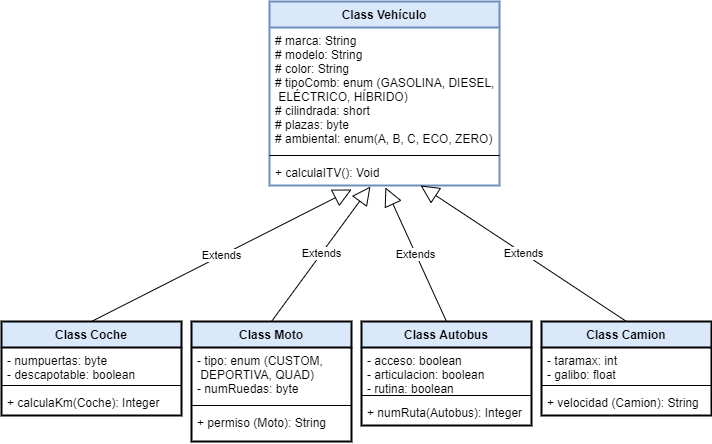 Class Vehículo
# marca: String
# modelo: String
# color: String
# tipoComb: enum (GASOLINA, DIESEL,
ELÉCTRICO, HÍBRIDO)
# cilindrada: short
# plazas: byte
# ambiental: enum(A, B, C, ECO, ZERO)
+ calculaITV(): Void
Extends
Extends
Extends
Extends
Class Coche
- numpuertas: byte
- descapotable: boolean
+ calculaKm(Coche): Integer
Class Moto
- tipo: enum (CUSTOM,
DEPORTIVA, QUAD)
- numRuedas: byte
+ permiso (Moto): String
Class Autobus
- acceso: boolean
- articulacion: boolean
- rutina: boolean
+ numRuta(Autobus): Integer
Class Camion
- taramax: int
- galibo: float
+ velocidad (Camion): String